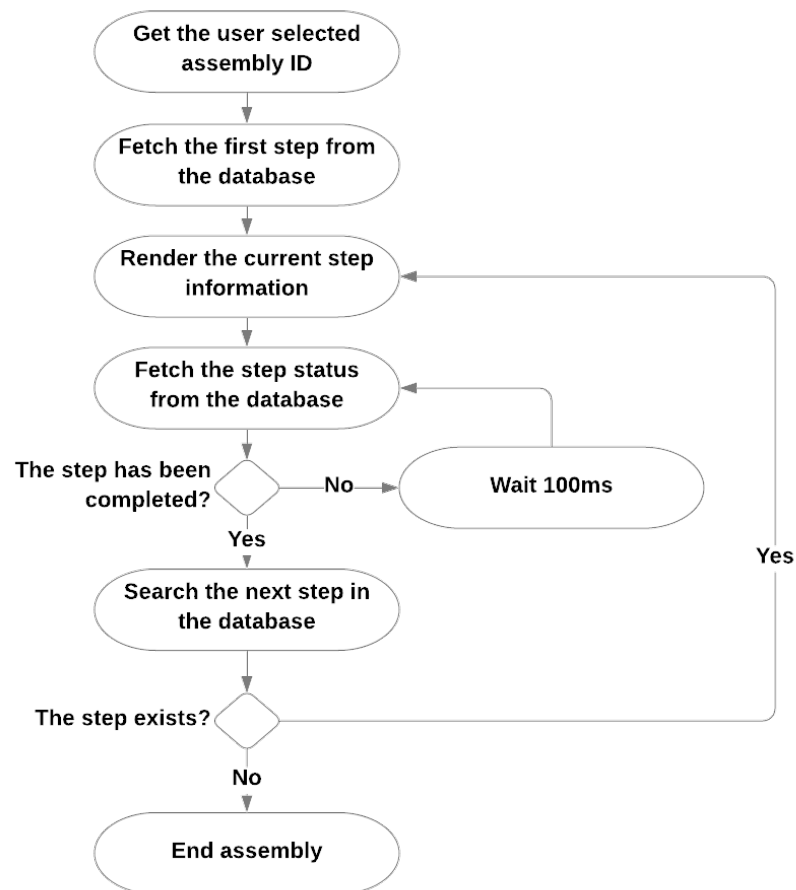 Get the user selected
assembly ID
Fetch the first step from
the database
Render the current step
information
Fetch the step status
from the database
The step has been
completed?
No
Wait 100ms
Yes
Yes
Search the next step in
the database
The step exists?
No
End assembly